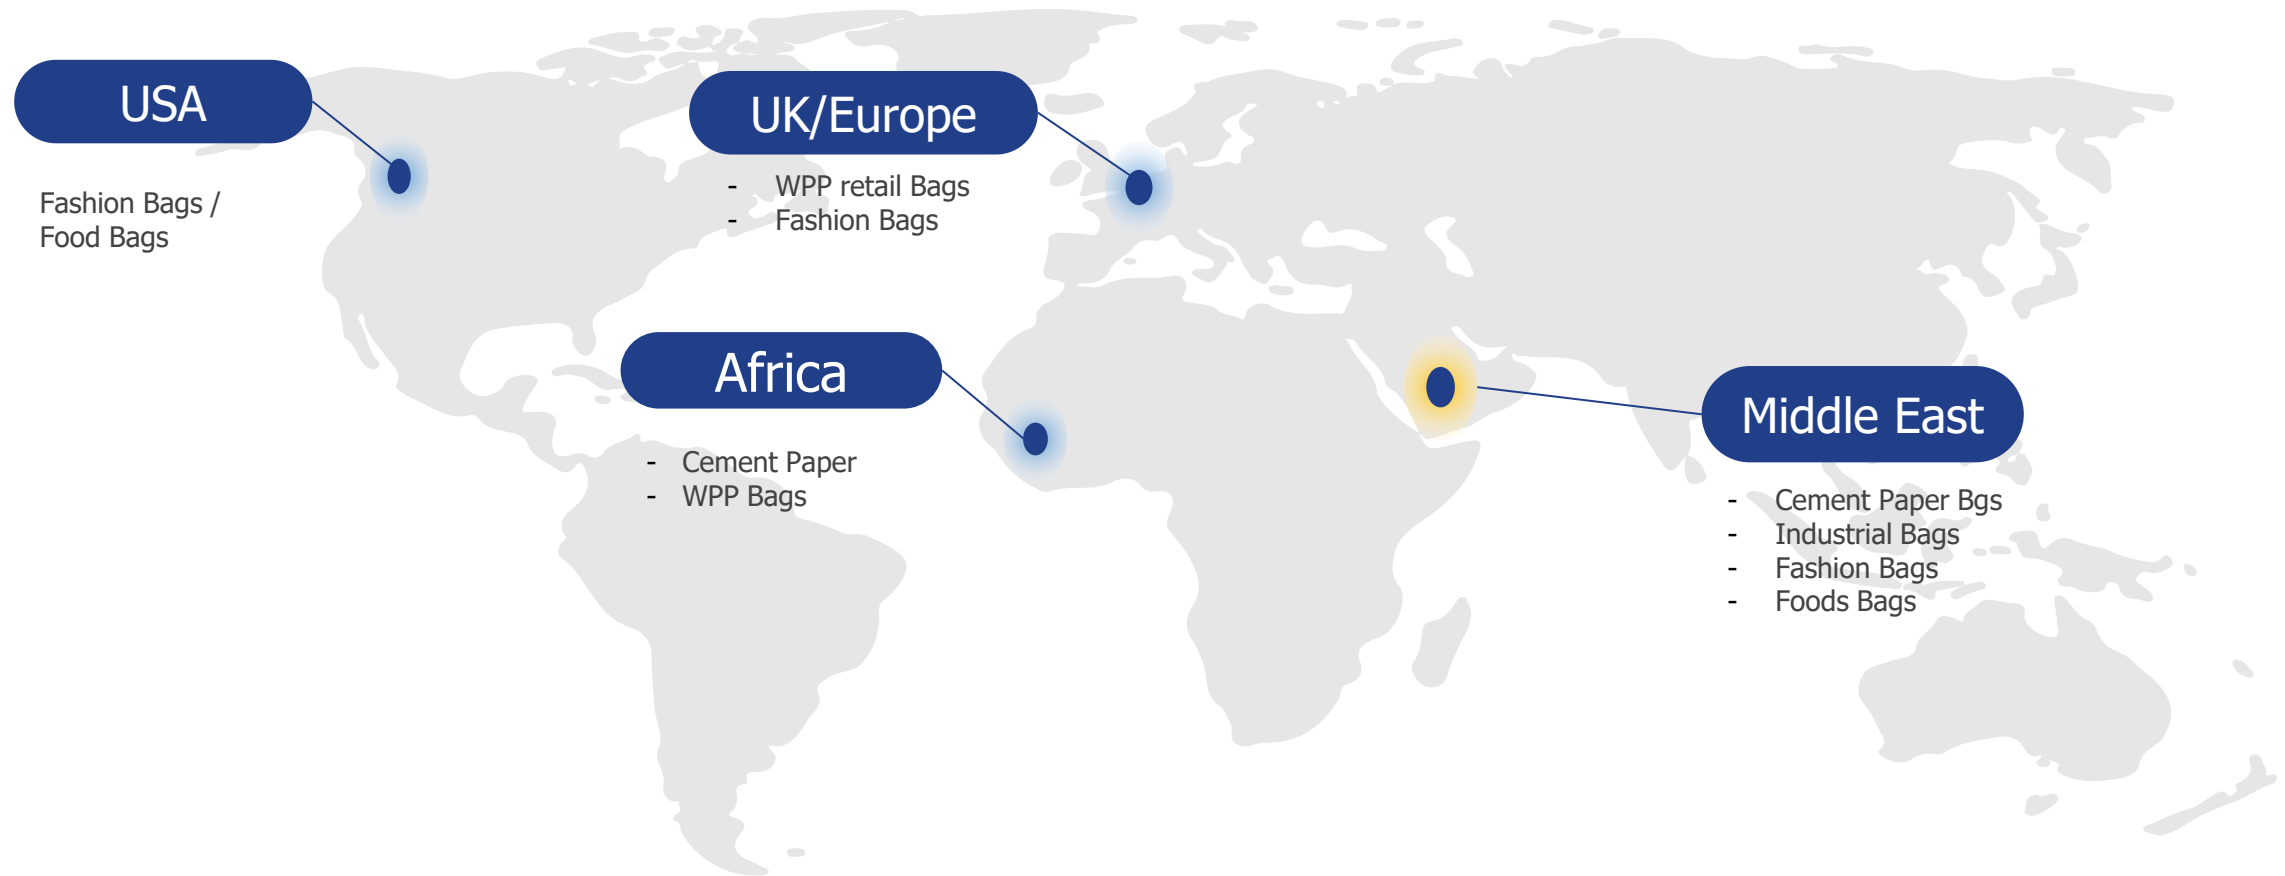 USA
Fashion Bags /
Food Bags
UK/Europe
- WPP retail Bags
- Fashion Bags
Africa
- Cement Paper
- WPP Bags
Middle East
- Cement Paper Bgs
- Industrial Bags
- Fashion Bags
- Foods Bags